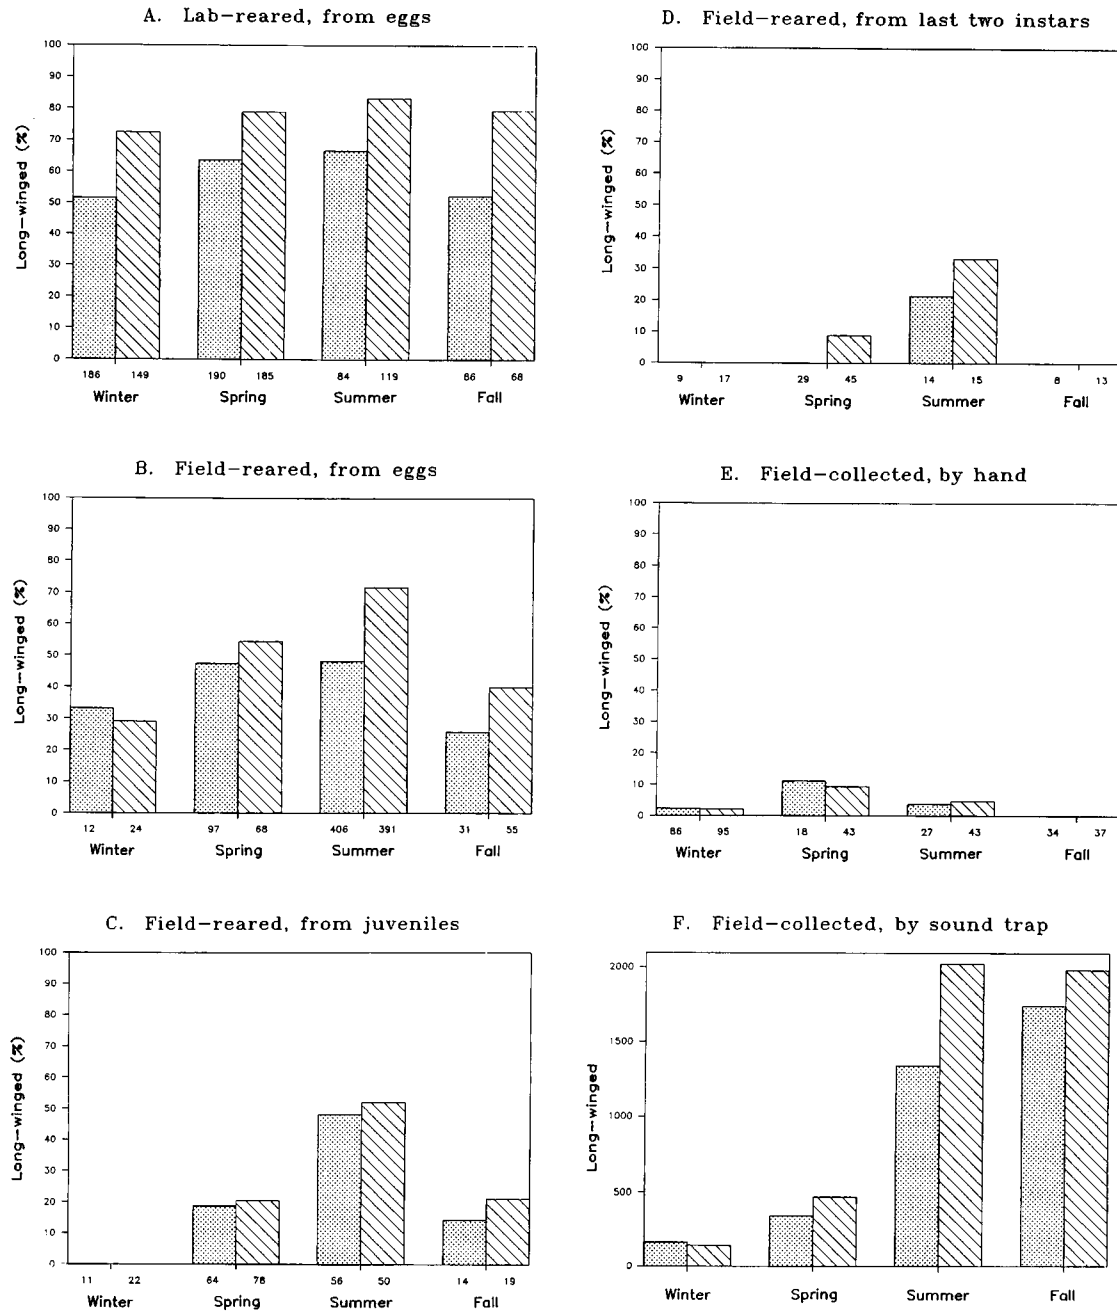 A. Lab-reared, from eggs
Long-winged (%)
100
90
80
70
60
50
40
30
20
10
0
186 149 190 185 84 119 66 68
Winter Spring Summer Fall
B. Field-reared, from eggs
Long-winged (%)
100
90
80
70
60
50
40
30
20
10
0
12 24 97 68 406 391 31 55
Winter Spring Summer Fall
C. Field-reared, from juveniles
Long-winged (%)
100
90
80
70
60
50
40
30
20
10
0
11 22 64 78 56 50 14 19
Winter Spring Summer Fall
D. Field-reared, from last two instars
Long-winged (%)
100
90
80
70
60
50
40
30
20
10
0
9 17 29 45 14 15 8 13
Winter Spring Summer Fall
E. Field-collected, by hand
Long-winged (%)
100
90
80
70
60
50
40
30
20
10
0
86 95 18 43 27 43 34 37
Winter Spring Summer Fall
F. Field-collected, by sound trap
Long-winged
2000
1500
1000
500
0
Winter Spring Summer Fall